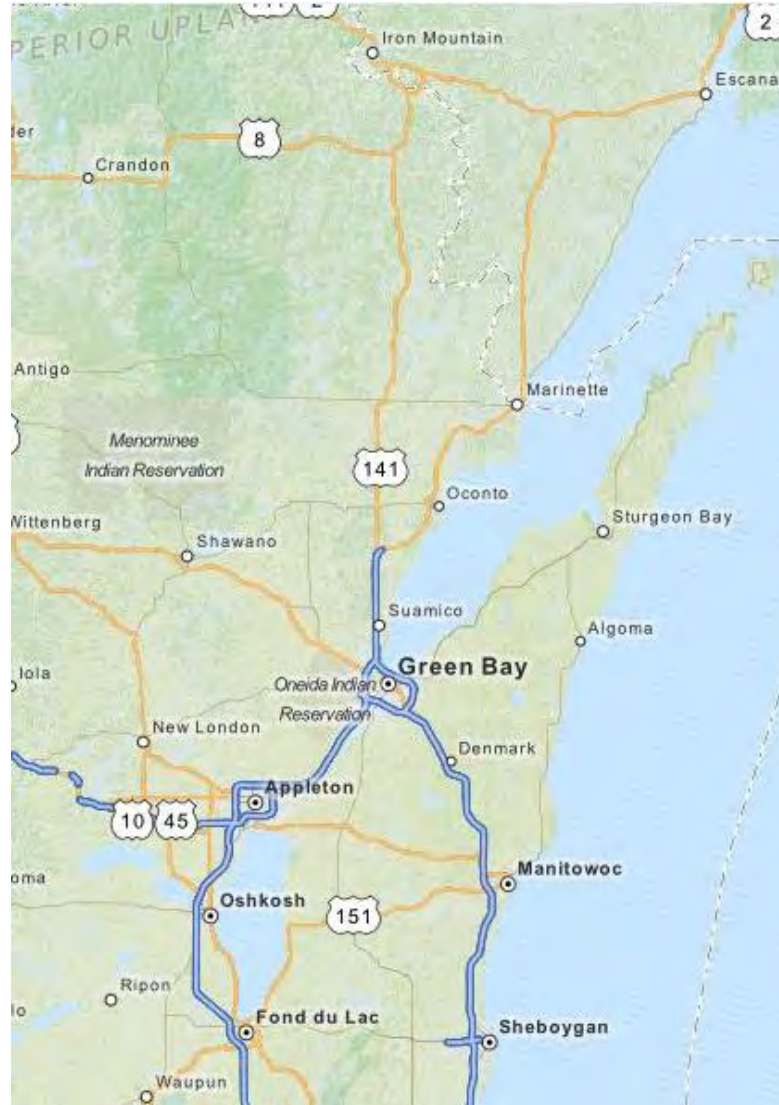 2
PERIOR UPLAN
Iron Mountain
Escana
8
Crandon
Antigo
Marinette
Menominee
Indian Reservation
141
Oconto
Wittenberg
Sturgeon Bay
Shawano
Suamico
Algoma
Green Bay
Iola
Oneida Indian
Reservation
New London
Denmark
Appleton
10
45
oma
Manitowoc
Oshkosh
151
Ripon
Fond du Lac
Sheboygan
Waupun